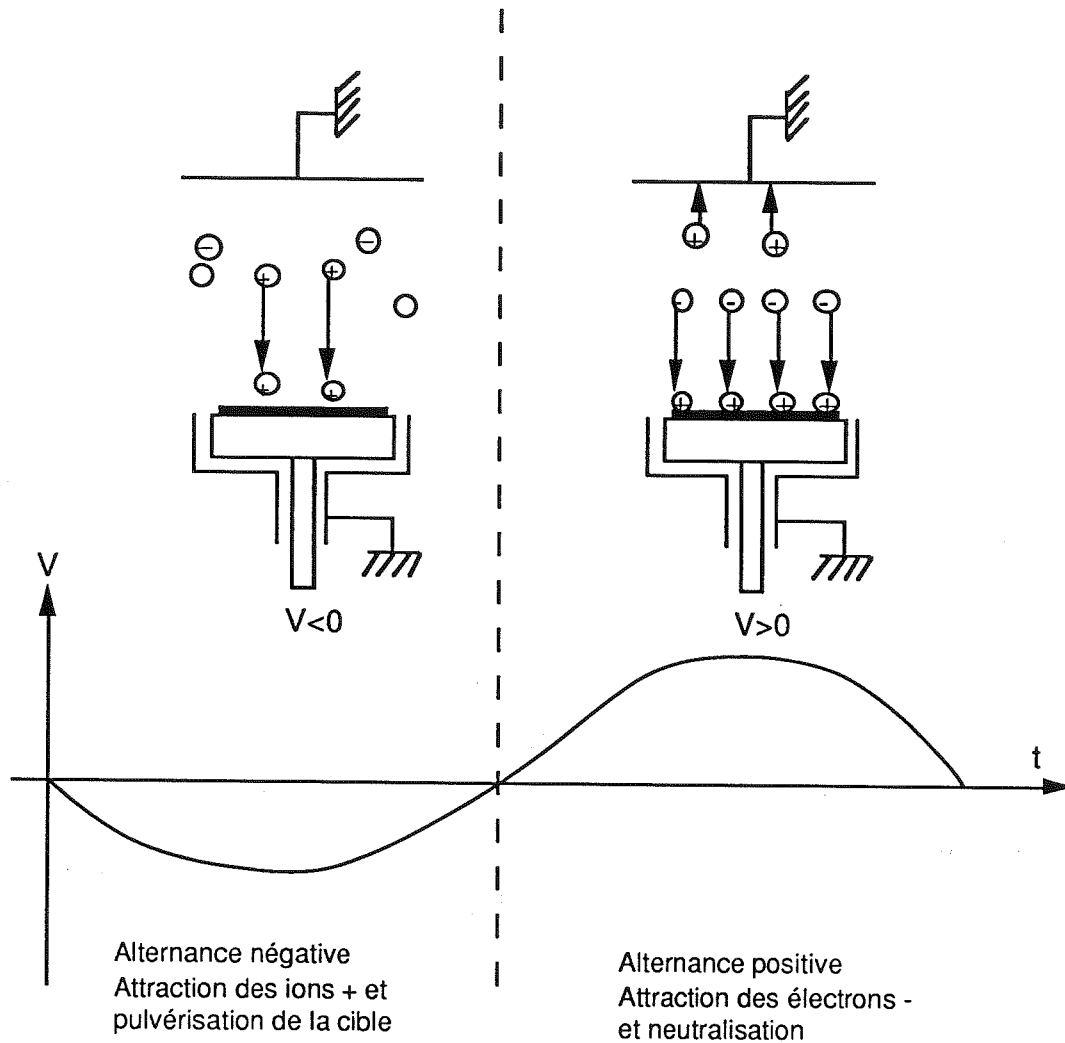 V
V<0
V>0
t
Alternance négative
Attraction des ions + et
pulvérisation de la cible
Alternance positive
Attraction des électrons -
et neutralisation